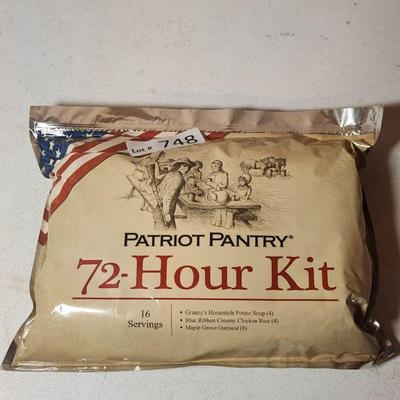 Lot # 748
PATRIOT PANTRY®
72-Hour Kit
16
Servings
• Granny's Homestyle Potato Soup (4)
• Blue Ribbon Creamy Chicken Rice (4)
• Maple Grove Oatmeal (8)